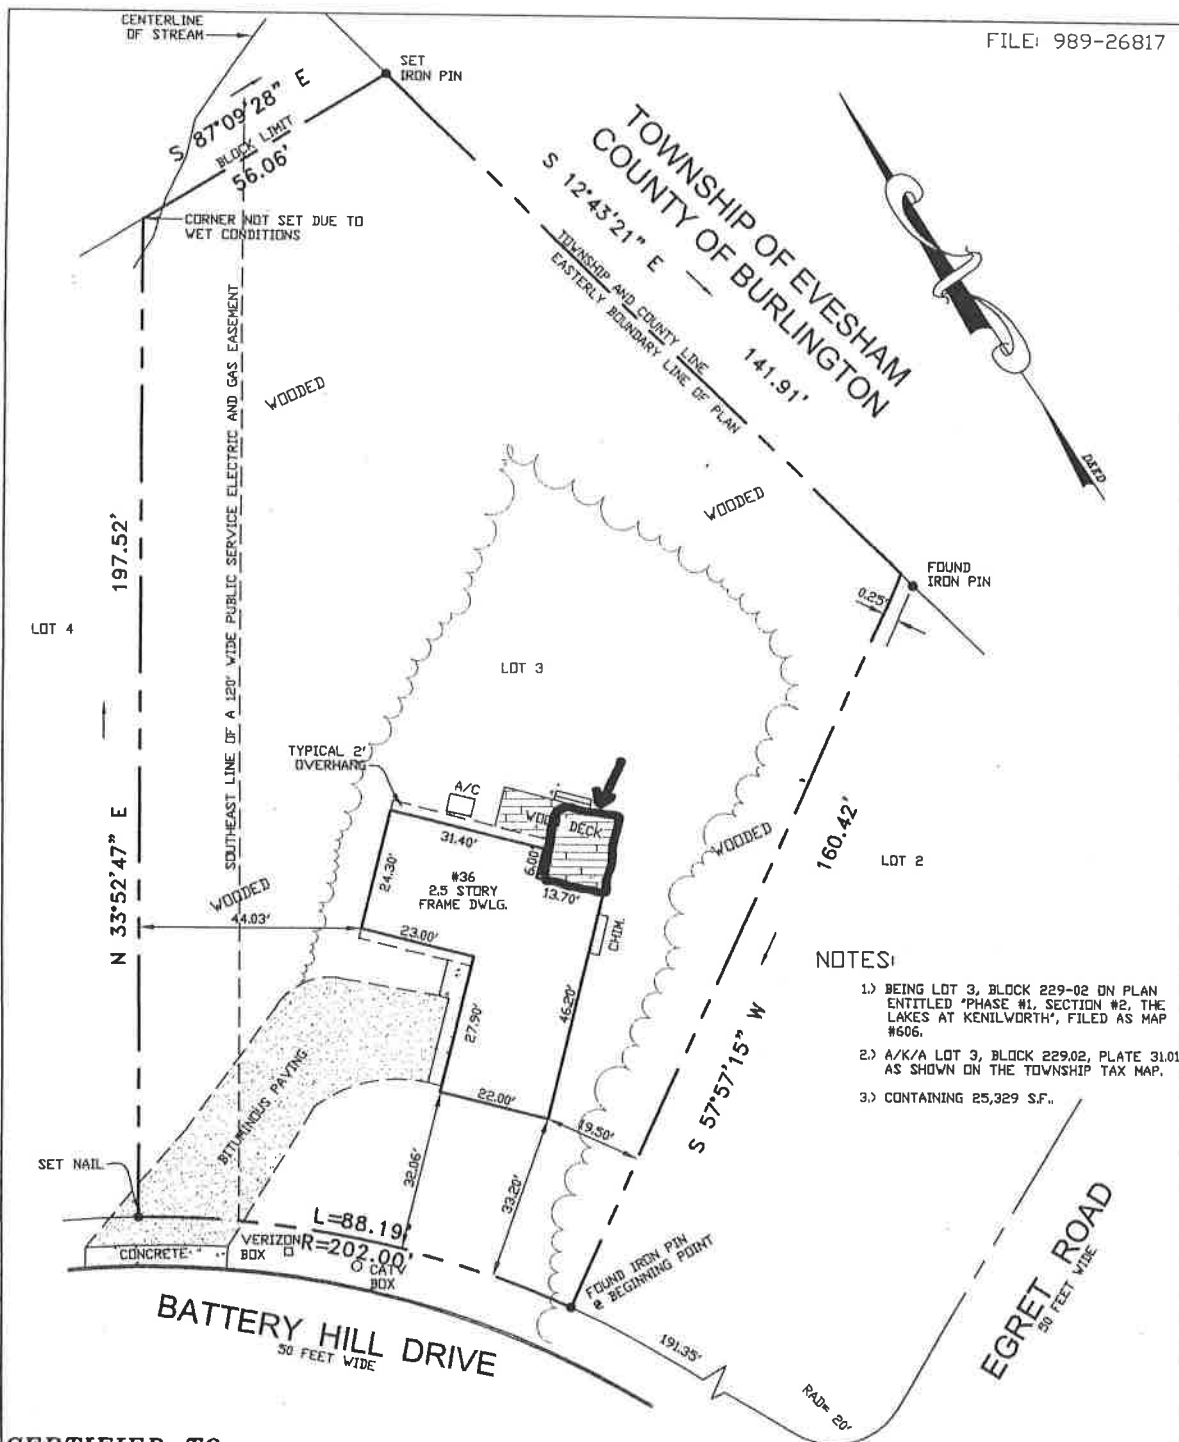 FILE: 989-26817
CENTERLINE
OF STREAM
SET
IRON PIN
S 87°09'28" E
BLOCK LIMIT
56.06'
CORNER NOT SET DUE TO
WET CONDITIONS
TOWNSHIP OF EVESHAM
COUNTY OF BURLINGTON
S 12°43'21" E
TOWNSHIP AND COUNTY LINE
EASTERLY BOUNDARY LINE OF PLAN
141.91'
DEED
WOODED
WOODED
SOUTHEAST LINE OF A 120' WIDE PUBLIC SERVICE ELECTRIC AND GAS EASEMENT
197.52'
N 33°52'47" E
FOUND
IRON PIN
0.25'
LOT 4
LOT 3
TYPICAL 2'
OVERHANG
A/C
WOOD DECK
31.40'
6.00'
13.70'
24.30'
#36
2.5 STORY
FRAME DWLG.
WOODED
160.42'
LOT 2
WOODED
44.03'
23.00'
CHIM.
27.90'
46.20'
S 57°57'15" W
NOTES:
1.) BEING LOT 3, BLOCK 229-02 ON PLAN
ENTITLED "PHASE #1, SECTION #2, THE
LAKES AT KENILWORTH", FILED AS MAP
#606.
2.) A/K/A LOT 3, BLOCK 229.02, PLATE 31.01
AS SHOWN ON THE TOWNSHIP TAX MAP.
3.) CONTAINING 25,329 S.F..
BITUMINOUS PAVING
22.00'
19.50'
32.06'
33.20'
SET NAIL
L=88.19'
R=202.00'
VERIZON
BOX
CATV
BOX
CONCRETE
FOUND IRON PIN
@ BEGINNING POINT
BATTERY HILL DRIVE
50 FEET WIDE
191.35'
RAD= 20'
EGRET ROAD
50 FEET WIDE
CERTIFIED TO